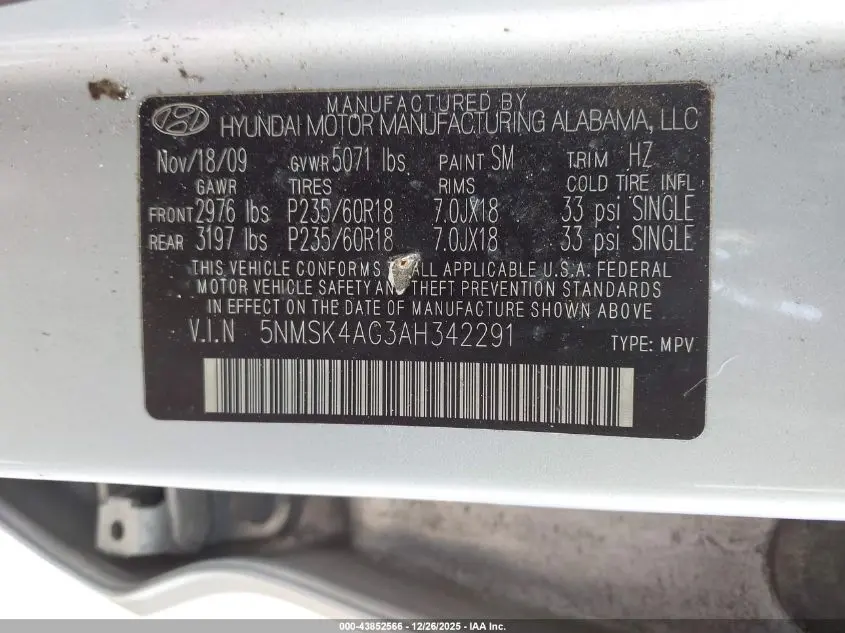 MANUFACTURED BY
HYUNDAI MOTOR MANUFACTURING ALABAMA, LLC
Nov/18/09 GVWR 5071 lbs PAINT SM TRIM HZ
GAWR TIRES RIMS COLD TIRE INFL
FRONT 2976 lbs P235/60R18 7.0JX18 33 psi SINGLE
REAR 3197 lbs P235/60R18 7.0JX18 33 psi SINGLE
THIS VEHICLE CONFORMS ALL APPLICABLE U.S.A. FEDERAL
MOTOR VEHICLE SAFETY AND THEFT PREVENTION STANDARDS
IN EFFECT ON THE DATE OF MANUFACTURE SHOWN ABOVE
V.I.N 5NMSK4AG3AH342291 TYPE: MPV
000-43852566 - 12/26/2025 - IAA Inc.